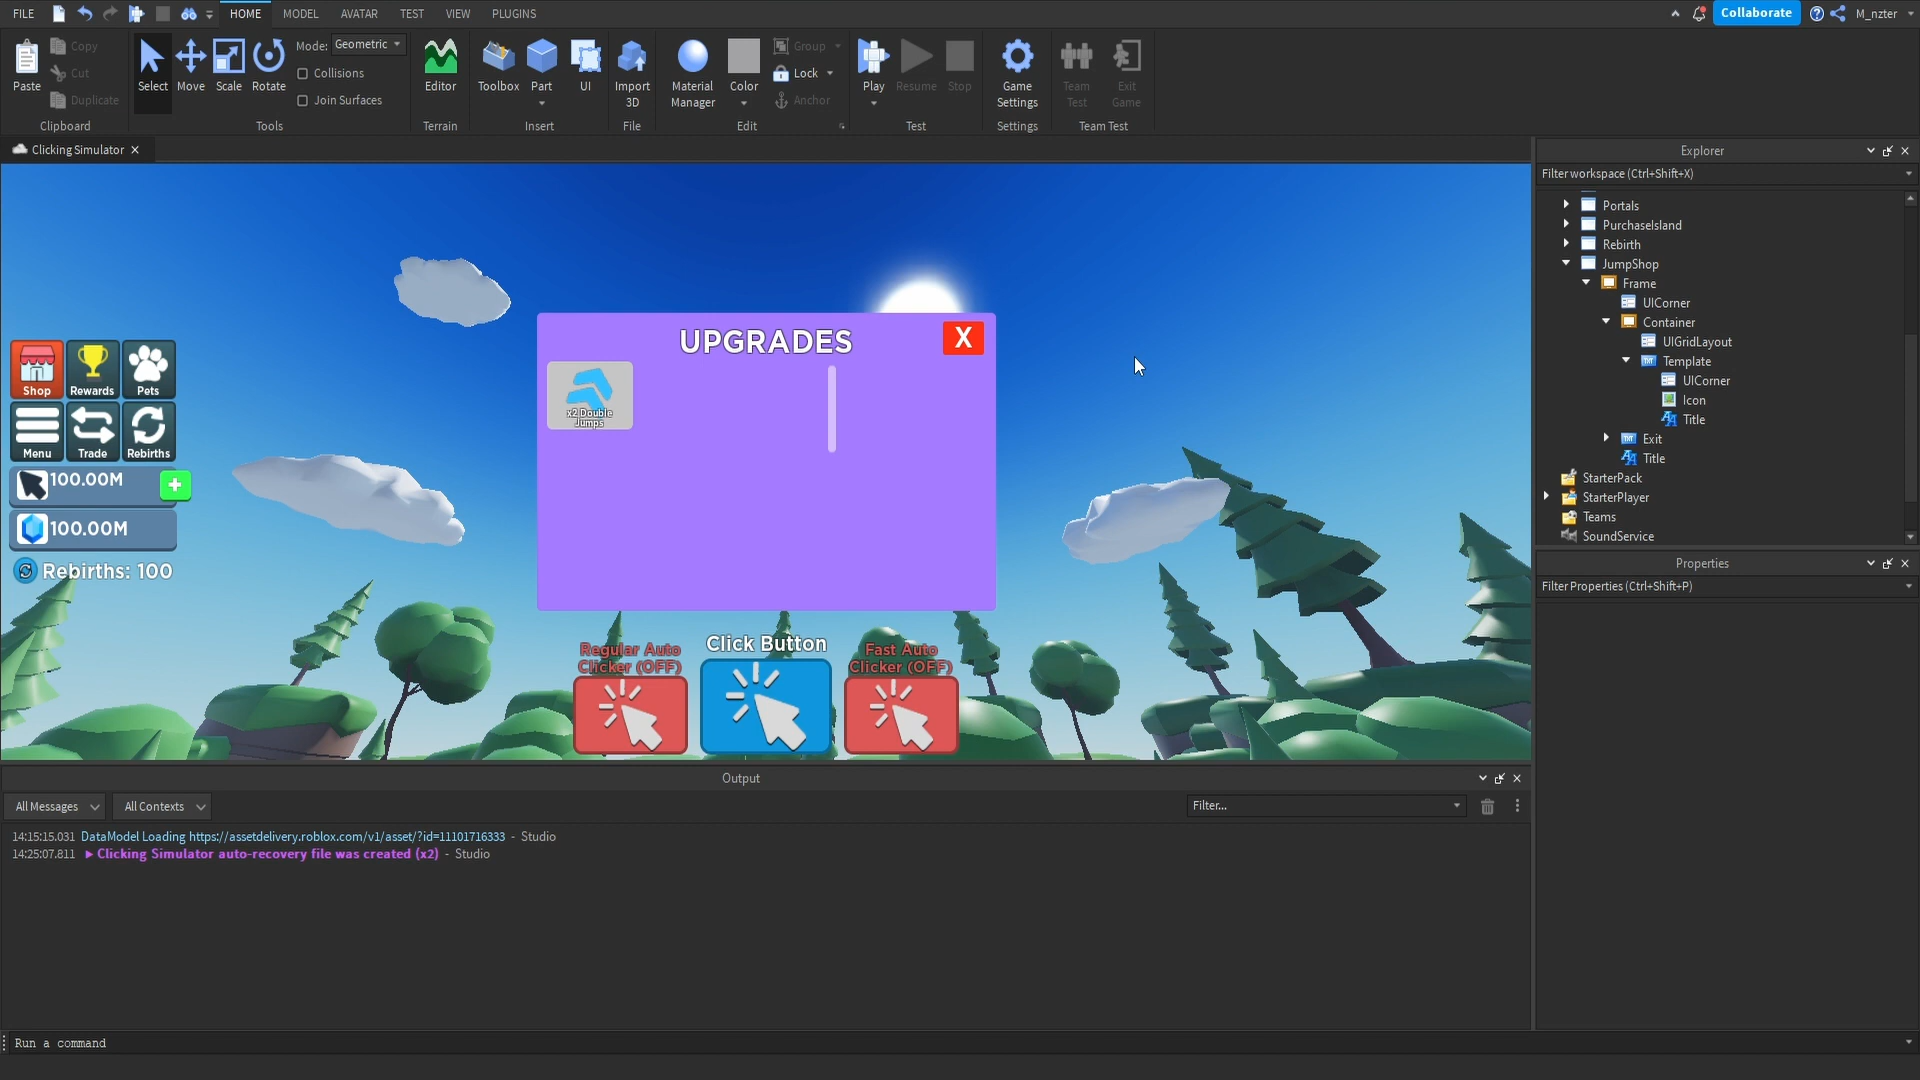 FILE
HOME
MODEL
AVATAR
TEST
VIEW
PLUGINS
Collaborate
M_nzter
Paste
Copy
Cut
Duplicate
Clipboard
Select
Move
Scale
Rotate
Mode: Geometric
Collisions
Join Surfaces
Tools
Editor
Terrain
Toolbox
Part
UI
Insert
Import
3D
File
Material
Manager
Color
Group
Lock
Anchor
Edit
Play
Resume
Stop
Test
Game
Settings
Settings
Team
Test
Exit
Game
Team Test
Clicking Simulator
UPGRADES
X
x2 Double
Jumps
Shop
Rewards
Pets
Menu
Trade
Rebirths
100.00M
+
100.00M
Rebirths: 100
Regular Auto
Clicker (OFF)
Click Button
Fast Auto
Clicker (OFF)
Explorer
Filter workspace (Ctrl+Shift+X)
Portals
PurchaseIsland
Rebirth
JumpShop
Frame
UICorner
Container
UIGridLayout
Template
UICorner
Icon
Title
Exit
Title
StarterPack
StarterPlayer
Teams
SoundService
Properties
Filter Properties (Ctrl+Shift+P)
Output
All Messages
All Contexts
Filter...
14:15:15.031 DataModel Loading https://assetdelivery.roblox.com/v1/asset/?id=11101716333 - Studio
14:25:07.811 Clicking Simulator auto-recovery file was created (x2) - Studio
Run a command